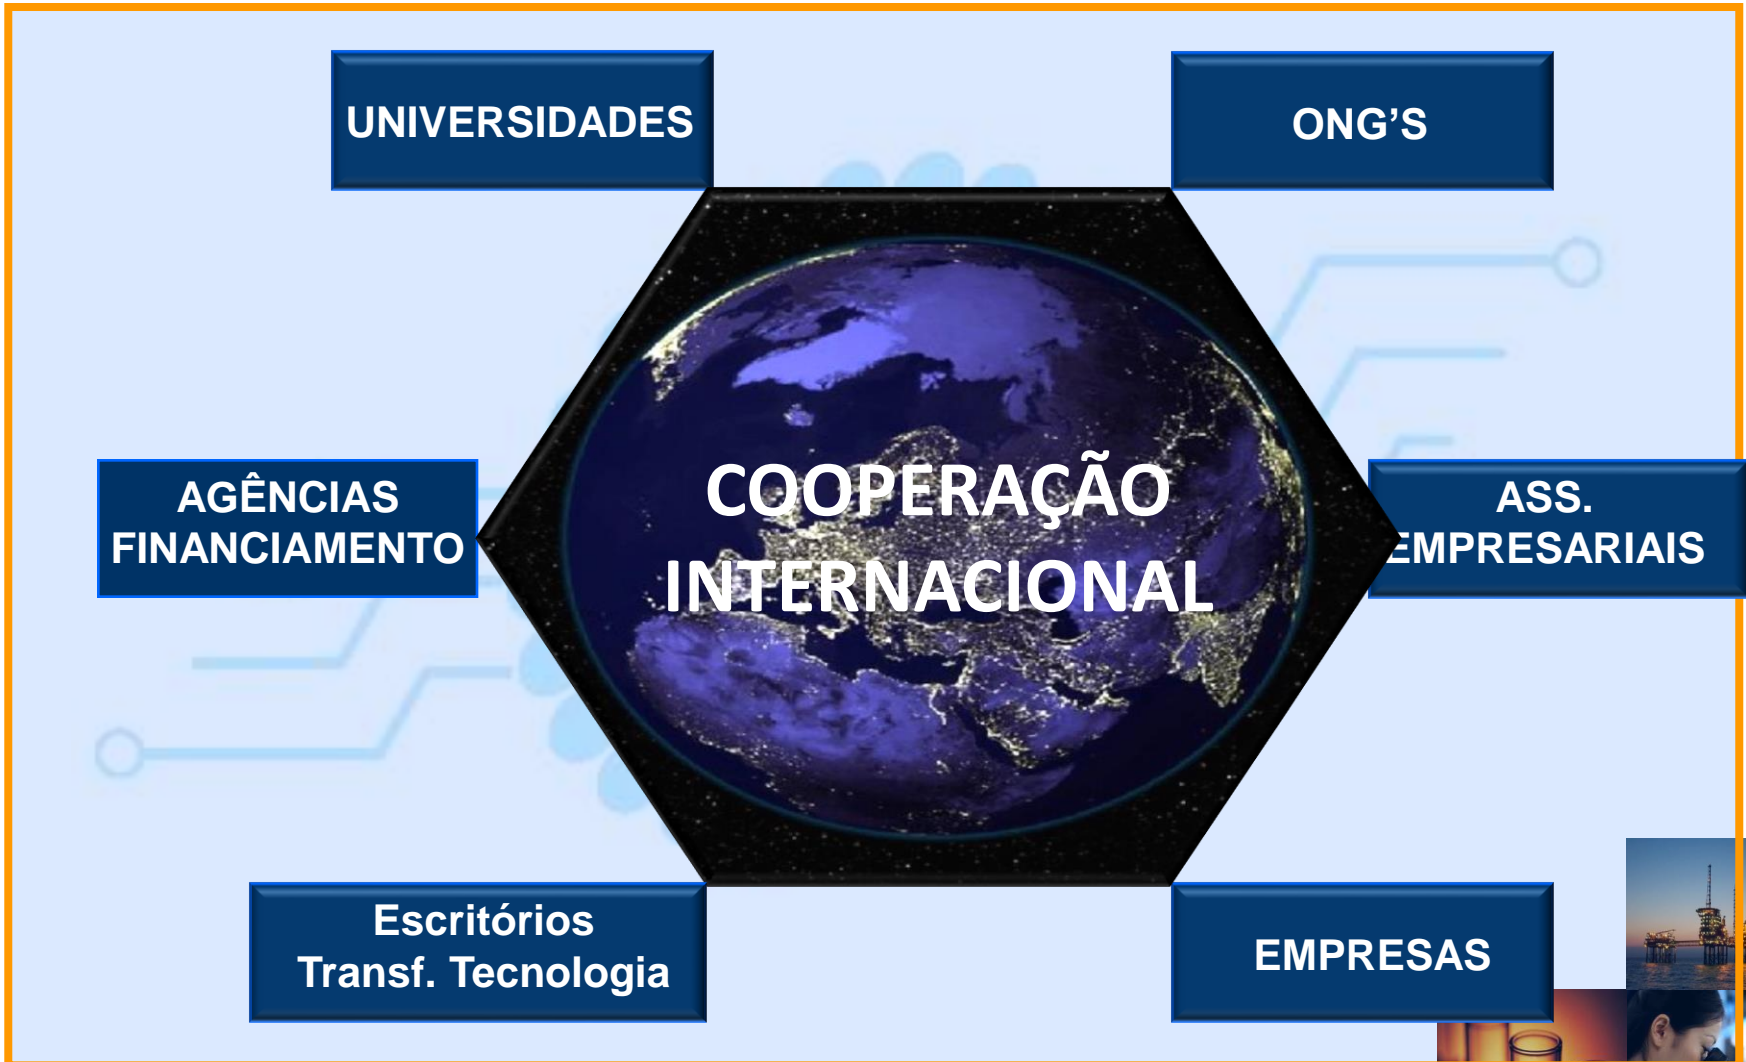 UNIVERSIDADES
ONG’S
AGÊNCIAS
FINANCIAMENTO
COOPERAÇÃO
INTERNACIONAL
ASS.
EMPRESARIAIS
Escritórios
Transf. Tecnologia
EMPRESAS